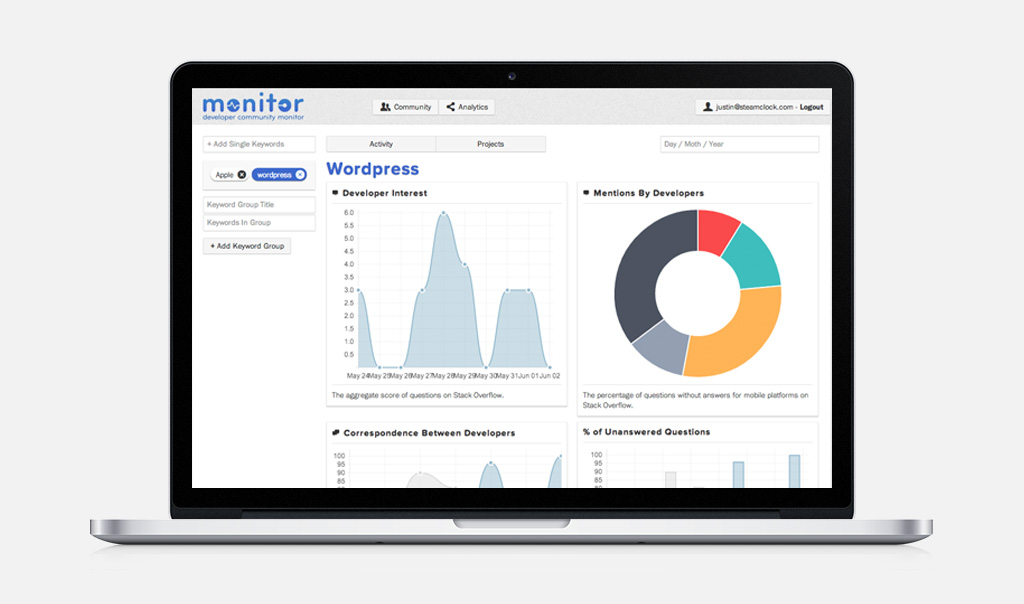 monitor
developer community monitor
Community
Analytics
justin@steamclock.com - Logout
+ Add Single Keywords
Activity
Projects
Day / Moth / Year
Apple
wordpress
Keyword Group Title
Keywords In Group
+ Add Keyword Group
Wordpress
Developer Interest
6.0
5.5
5.0
4.5
4.0
3.5
3.0
2.5
2.0
1.5
1.0
0.5
May 24 May 25 May 26 May 27 May 28 May 29 May 30 May 31 Jun 01 Jun 02
The aggregate score of questions on Stack Overflow.
Mentions By Developers
The percentage of questions without answers for mobile platforms on
Stack Overflow.
Correspondence Between Developers
100
95
90
85
80
% of Unanswered Questions
100
95
90
85
80